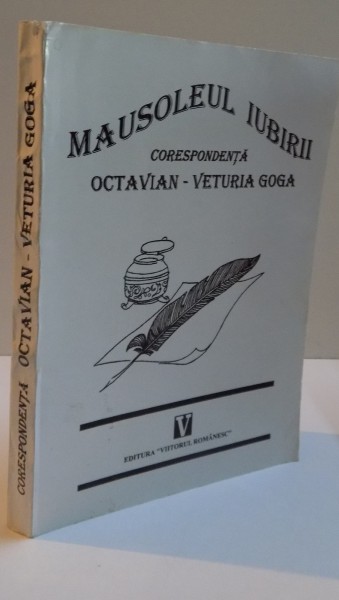 MAUSOLEUL IUBIRII
CORESPONDENȚĂ
OCTAVIAN - VETURIA GOGA
V
EDITURA "VIITORUL ROMÂNESC"
CORESPONDENȚĂ OCTAVIAN - VETURIA GOGA